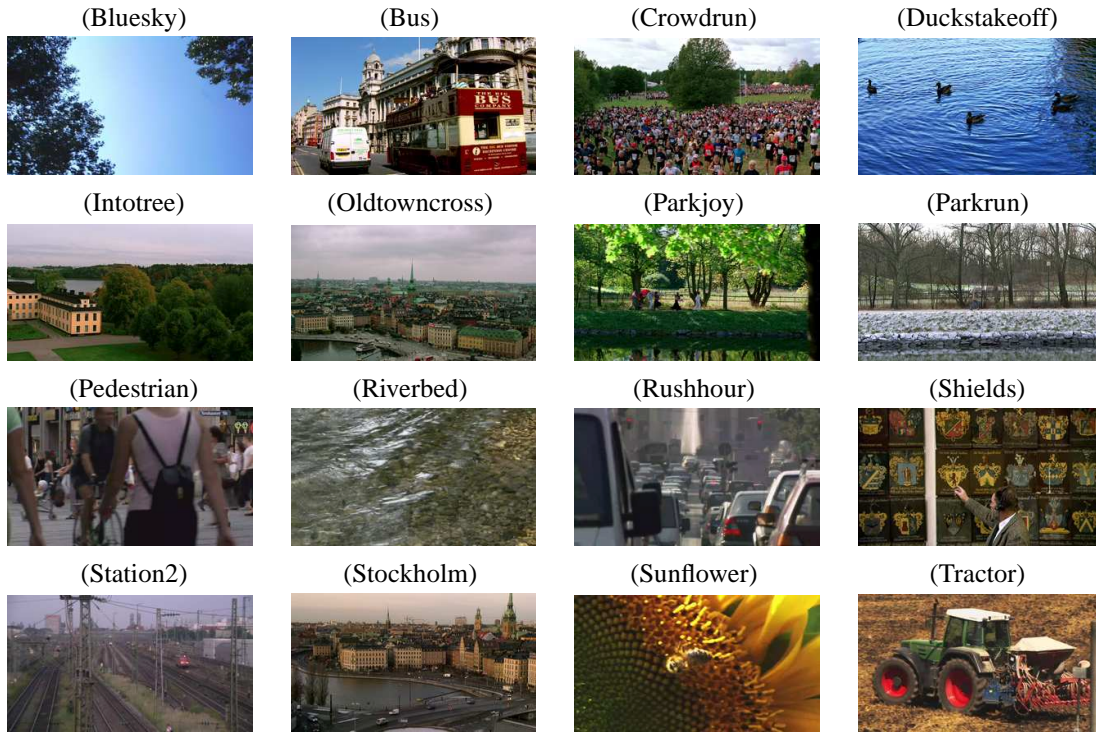 (Bluesky)
(Bus)
(Crowdrun)
(Duckstakeoff)
THE BIG
BUS
COMPANY
(Intotree)
(Oldtowncross)
(Parkjoy)
(Parkrun)
(Pedestrian)
(Riverbed)
(Rushhour)
(Shields)
(Station2)
(Stockholm)
(Sunflower)
(Tractor)